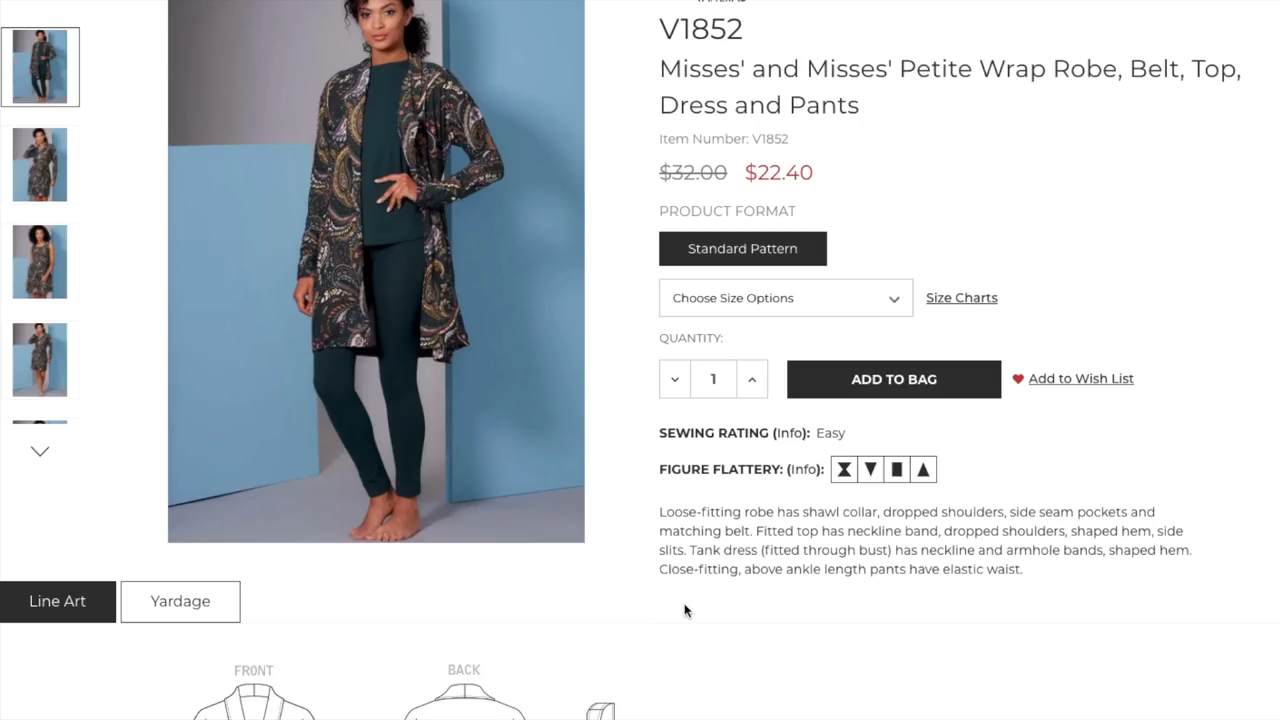 V1852
Misses' and Misses' Petite Wrap Robe, Belt, Top,
Dress and Pants
Item Number: V1852
$32.00 $22.40
PRODUCT FORMAT
Standard Pattern
Choose Size Options
Size Charts
QUANTITY:
1
ADD TO BAG
Add to Wish List
SEWING RATING (Info): Easy
FIGURE FLATTERY: (Info):
Loose-fitting robe has shawl collar, dropped shoulders, side seam pockets and
matching belt. Fitted top has neckline band, dropped shoulders, shaped hem, side
slits. Tank dress (fitted through bust) has neckline and armhole bands, shaped hem.
Close-fitting, above ankle length pants have elastic waist.
Line Art
Yardage
FRONT
BACK